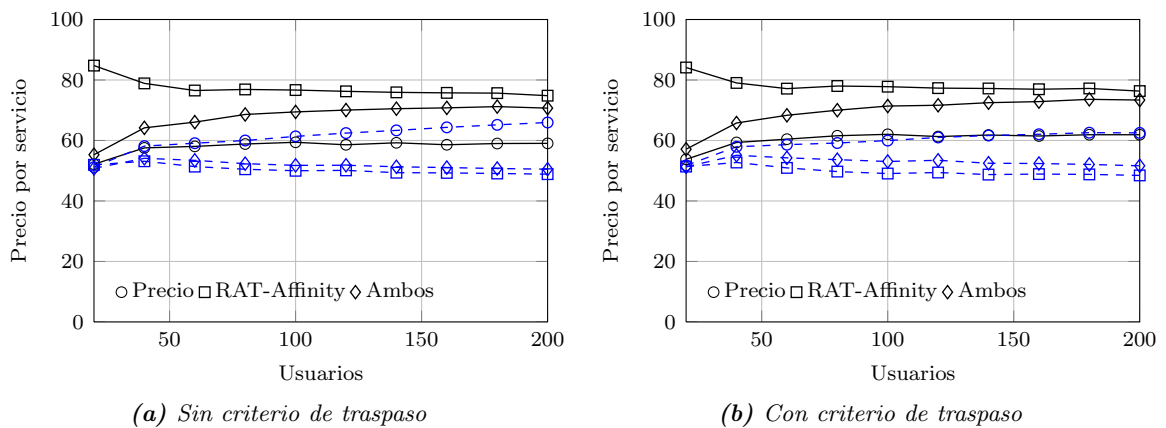 100
80
60
40
20
0
Precio por servicio
Precio RAT-Affinity Ambos
50 100 150 200
Usuarios
(a) Sin criterio de traspaso
100
80
60
40
20
0
Precio por servicio
Precio RAT-Affinity Ambos
50 100 150 200
Usuarios
(b) Con criterio de traspaso